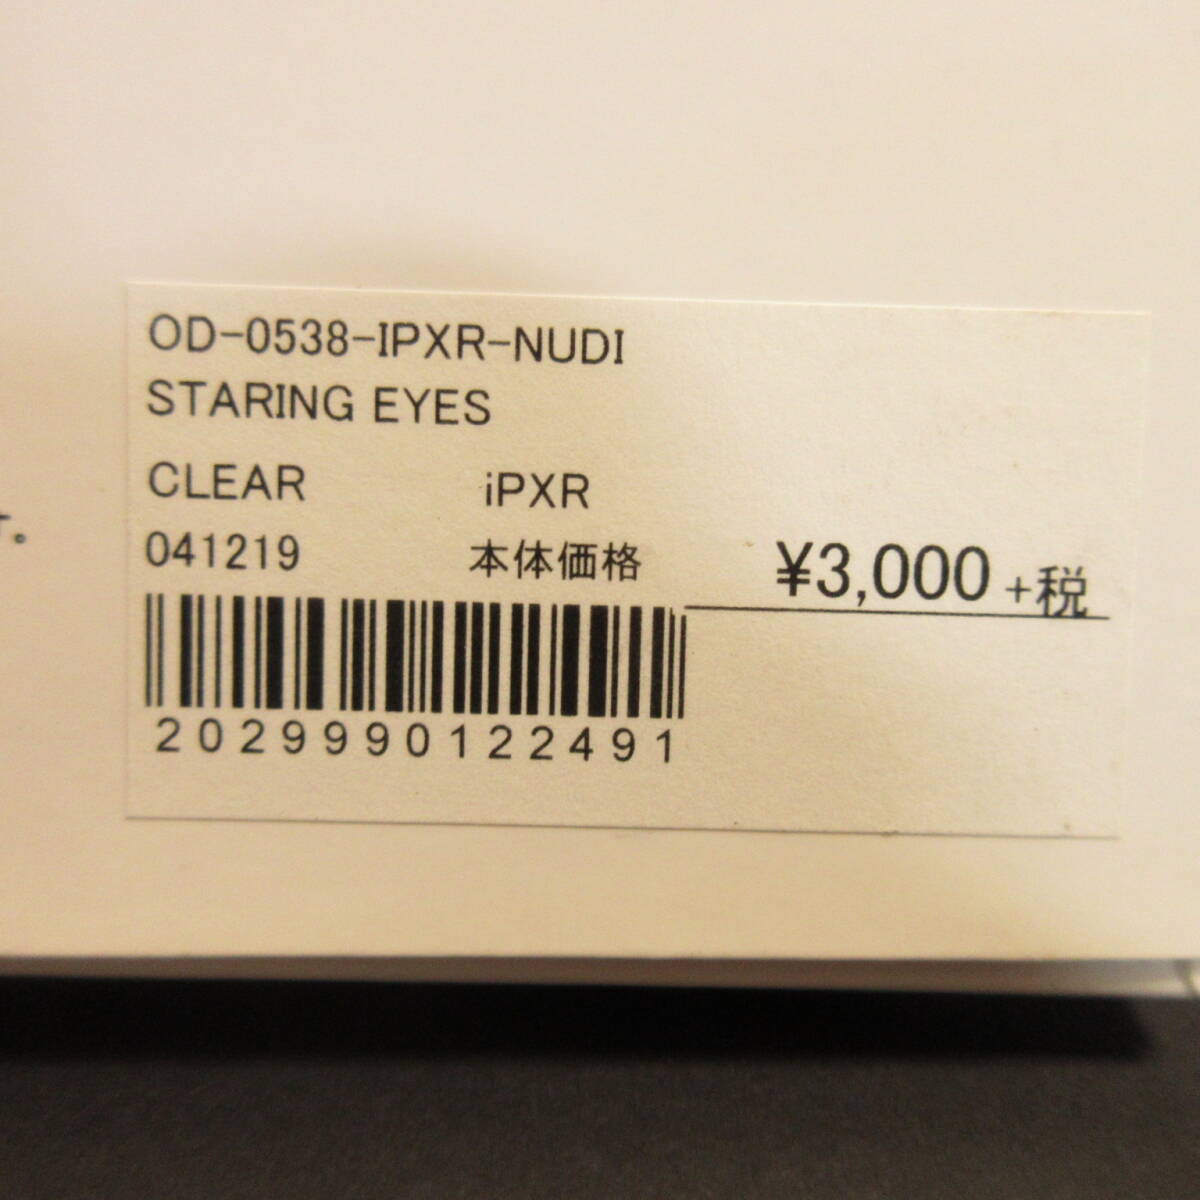 OD-0538-IPXR-NUDI
STARING EYES
CLEAR iPXR
041219 本体価格 ¥3,000 +税
2029990122491
。